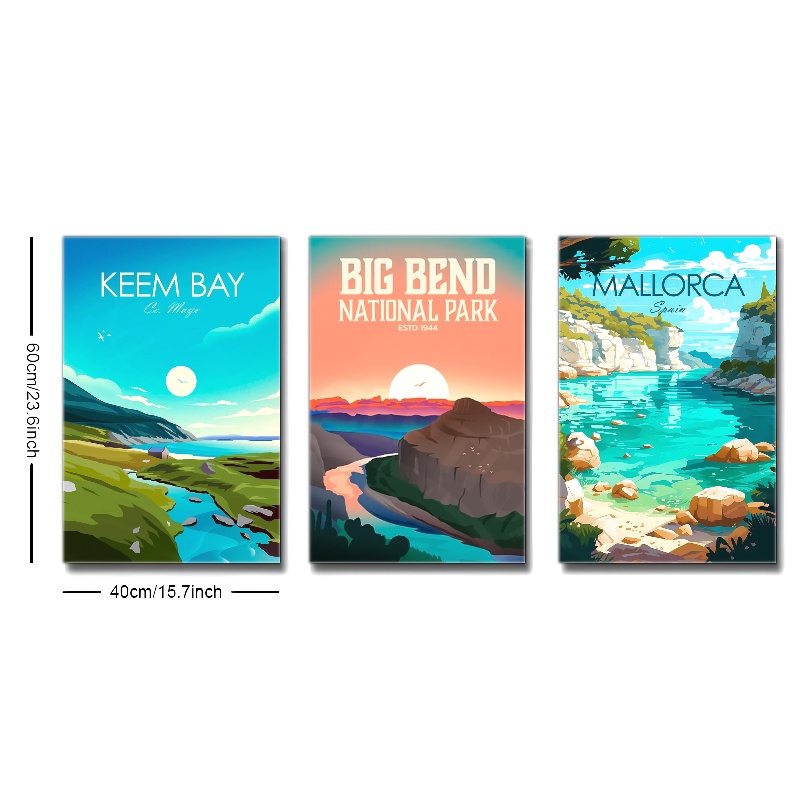 KEEM BAY
Co. Mayo
BIG BEND
NATIONAL PARK
ESTD 1944
MALLORCA
Spain
60cm/23.6inch
40cm/15.7inch